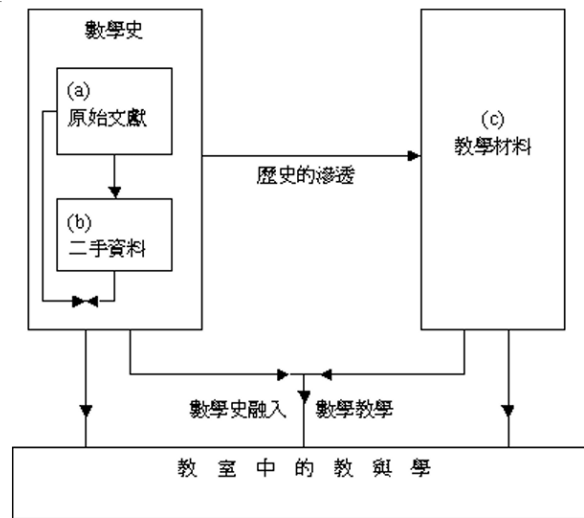 數學史
(a)
原始文獻
(b)
二手資料
歷史的滲透
(c)
教學材料
數學史融入 數學教學
教室中的教與學